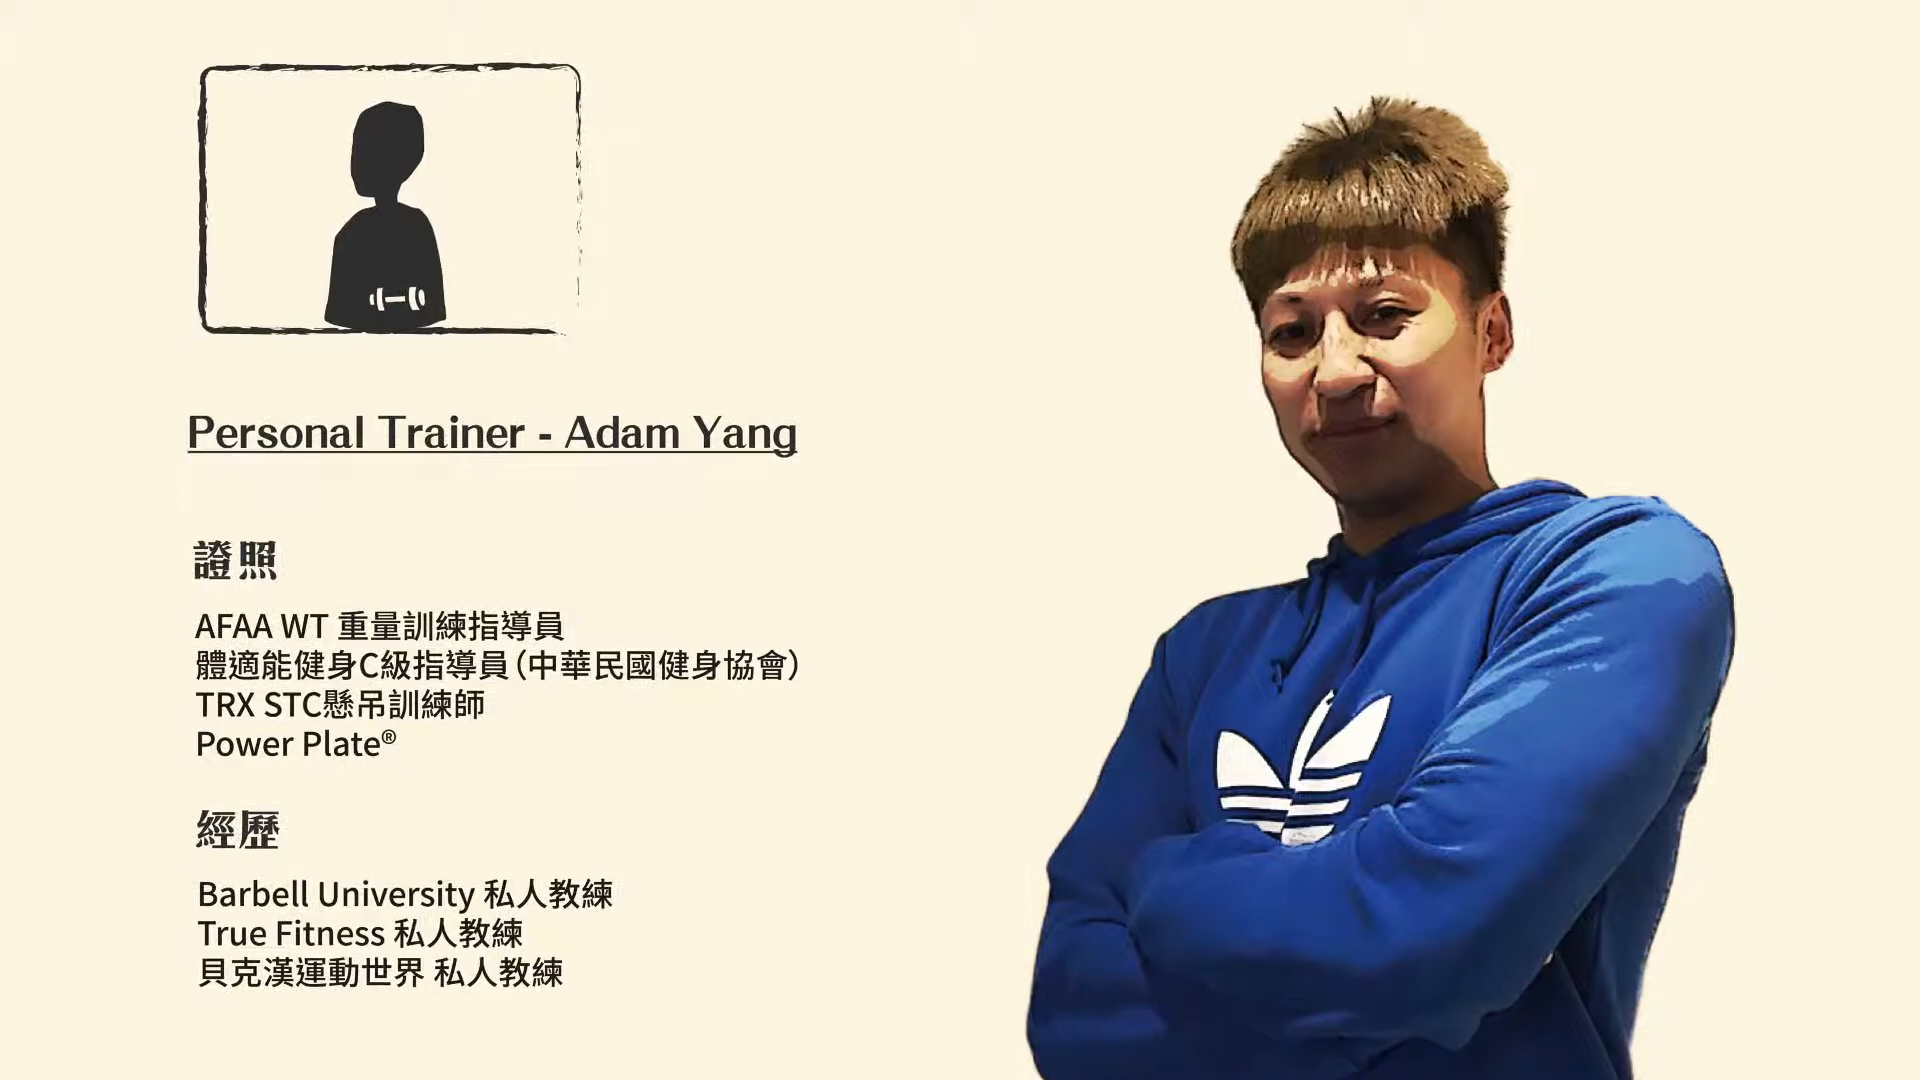 Personal Trainer - Adam Yang
證照
AFAA WT 重量訓練指導員
體適能健身C級指導員（中華民國健身協會）
TRX STC懸吊訓練師
Power Plate®
經歷
Barbell University 私人教練
True Fitness 私人教練
貝克漢運動世界 私人教練